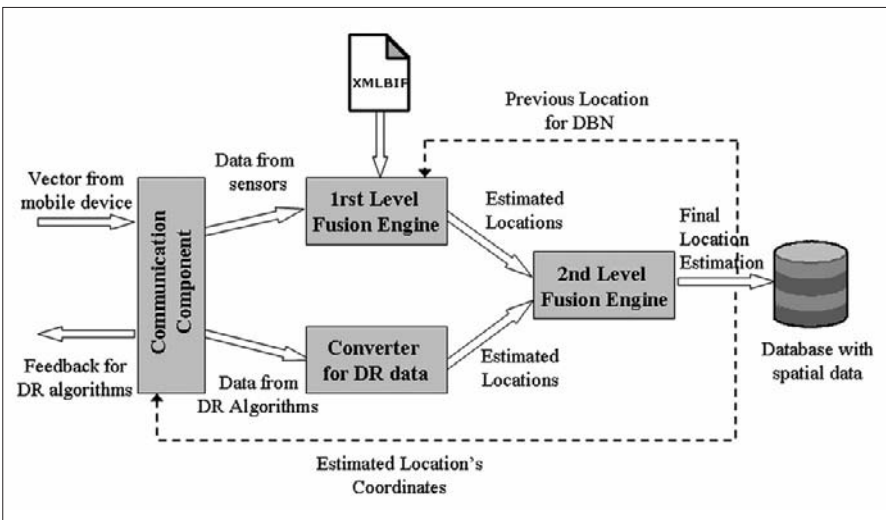 XMLBIF
Previous Location
for DBN
Data from
sensors
Vector from
mobile device
1rst Level
Fusion Engine
Estimated
Locations
Final
Location
Estimation
Communication
Component
2nd Level
Fusion Engine
Converter
for DR data
Estimated
Locations
Feedback for
DR algorithms
Data from
DR Algorithms
Database with
spatial data
Estimated Location's
Coordinates